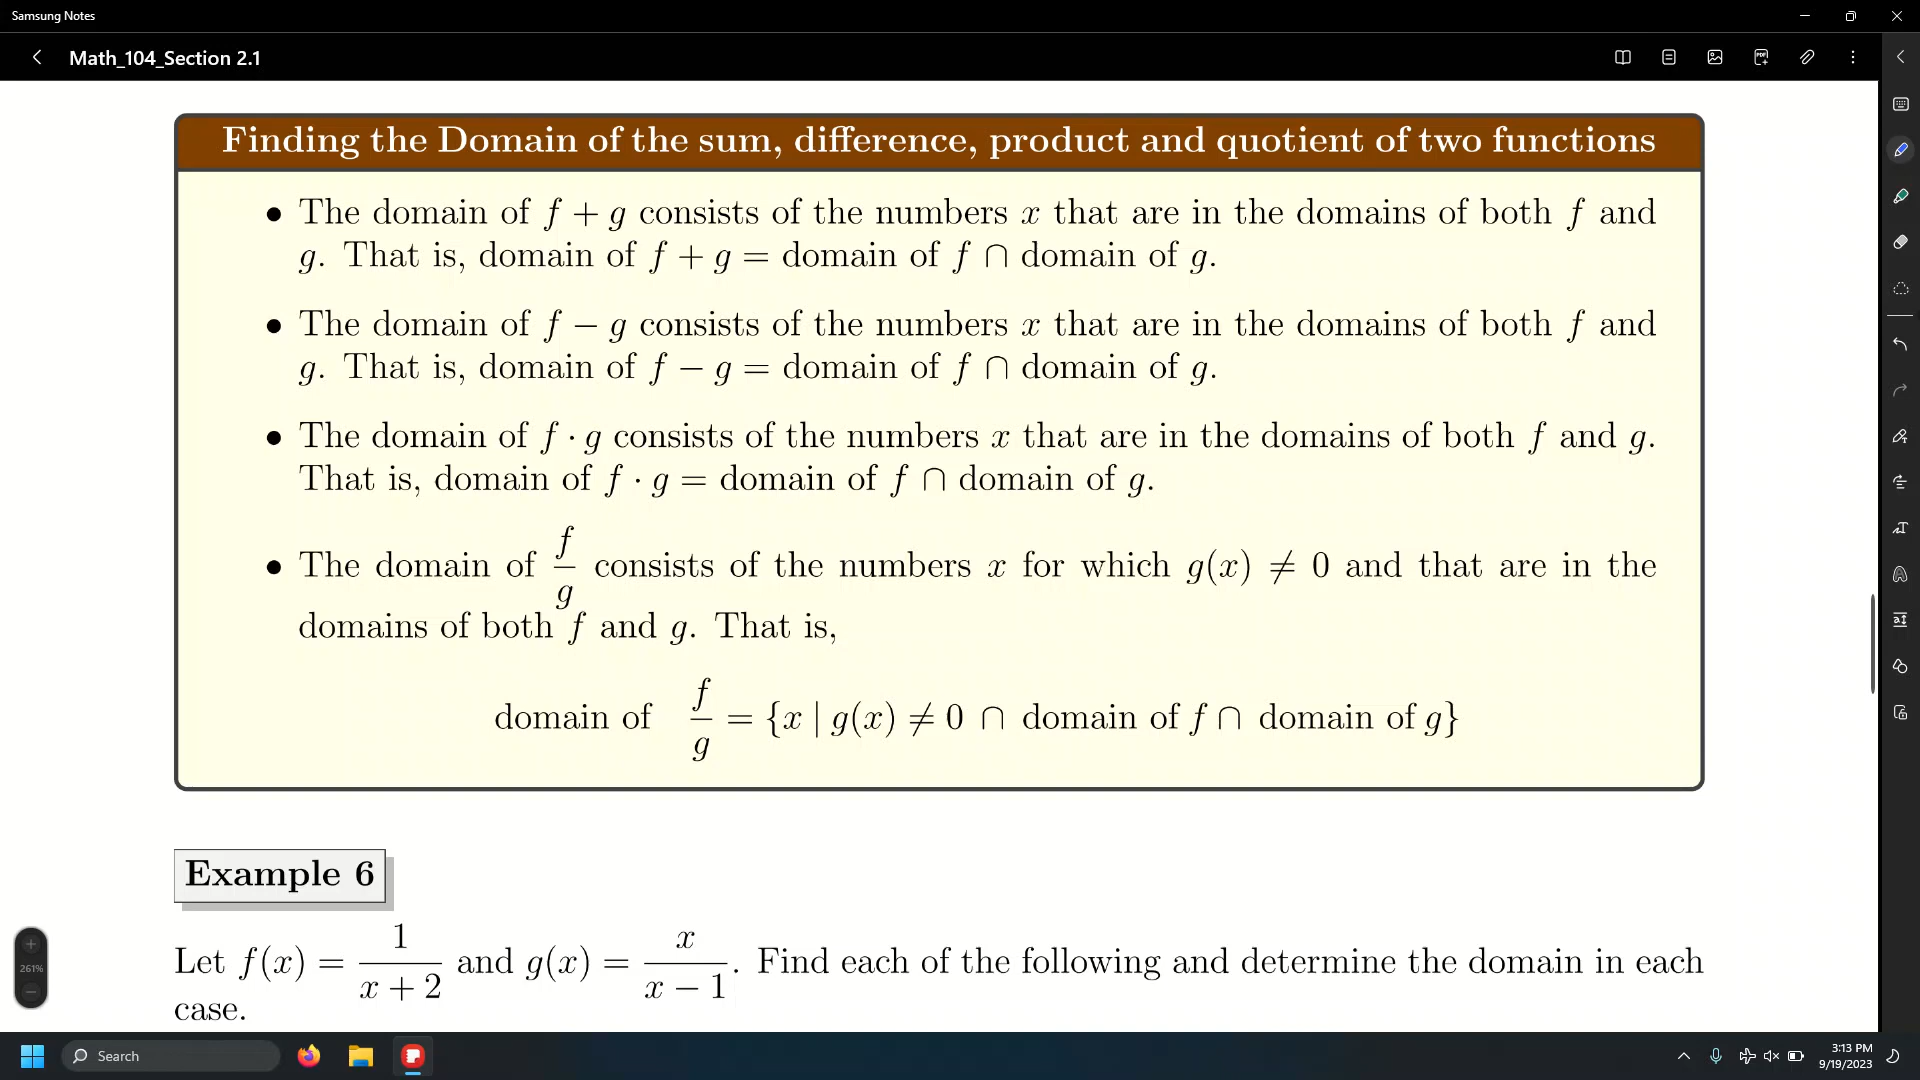 Samsung Notes
Math_104_Section 2.1
Finding the Domain of the sum, difference, product and quotient of two functions
• The domain of f + g consists of the numbers x that are in the domains of both f and
g. That is, domain of f + g = domain of f ∩ domain of g.
• The domain of f − g consists of the numbers x that are in the domains of both f and
g. That is, domain of f − g = domain of f ∩ domain of g.
• The domain of f · g consists of the numbers x that are in the domains of both f and g.
That is, domain of f · g = domain of f ∩ domain of g.
• The domain of f/g consists of the numbers x for which g(x) ≠ 0 and that are in the
domains of both f and g. That is,
domain of f/g = {x | g(x) ≠ 0 ∩ domain of f ∩ domain of g}
Example 6
Let f(x) = 1/(x + 2) and g(x) = x/(x − 1). Find each of the following and determine the domain in each
case.
261%
Search
3:13 PM
9/19/2023